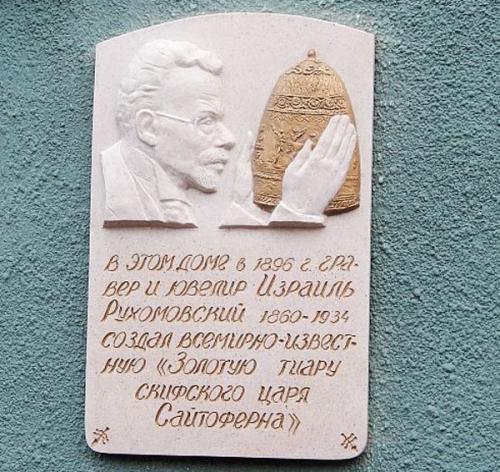 В ЭТОМ ДОМЕ В 1896 Г. ГРА-
ВЕР И ЮВЕЛИР ИЗРАИЛЬ
РУХОМОВСКИЙ 1860-1934
СОЗДАЛ ВСЕМИРНО-ИЗВЕСТ-
НУЮ «ЗОЛОТУЮ ТИАРУ
СКИФСКОГО ЦАРЯ
САЙТОФЕРНА»